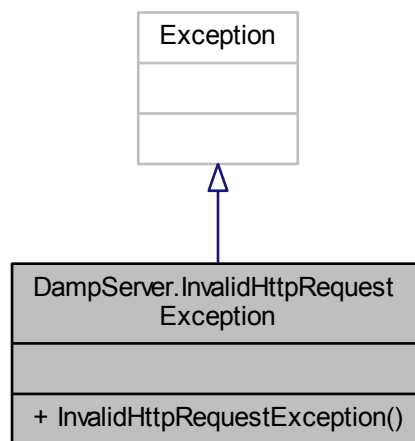 Exception
DampServer.InvalidHttpRequest
Exception
+ InvalidHttpRequestException()